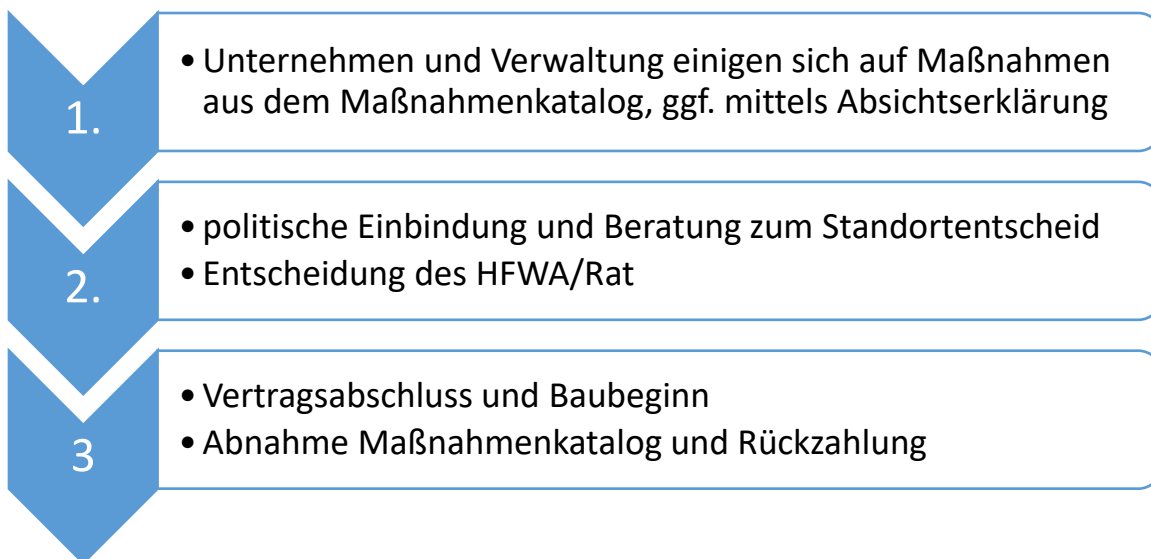 1.
• Unternehmen und Verwaltung einigen sich auf Maßnahmen
aus dem Maßnahmenkatalog, ggf. mittels Absichtserklärung
2.
• politische Einbindung und Beratung zum Standortentscheid
• Entscheidung des HFWA/Rat
3
• Vertragsabschluss und Baubeginn
• Abnahme Maßnahmenkatalog und Rückzahlung